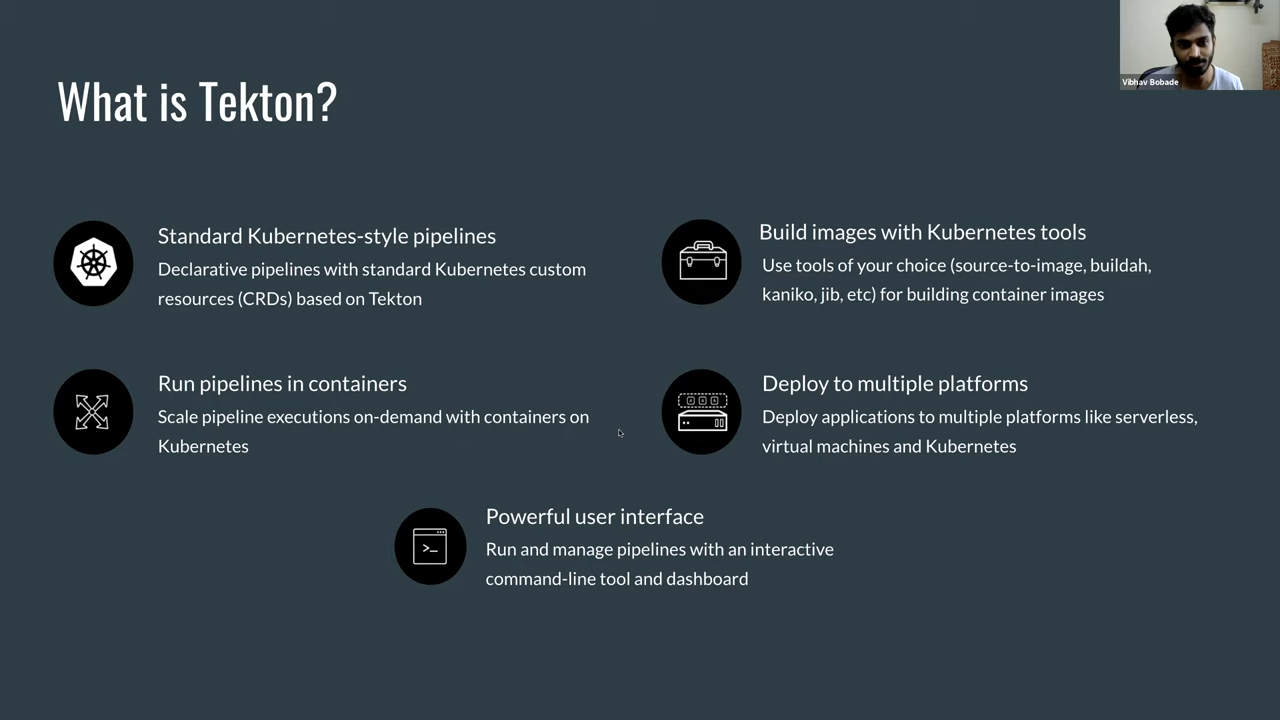 What is Tekton?
Vibhav Bobade
Standard Kubernetes-style pipelines
Declarative pipelines with standard Kubernetes custom
resources (CRDs) based on Tekton
Build images with Kubernetes tools
Use tools of your choice (source-to-image, buildah,
kaniko, jib, etc) for building container images
Run pipelines in containers
Scale pipeline executions on-demand with containers on
Kubernetes
Deploy to multiple platforms
Deploy applications to multiple platforms like serverless,
virtual machines and Kubernetes
Powerful user interface
Run and manage pipelines with an interactive
command-line tool and dashboard